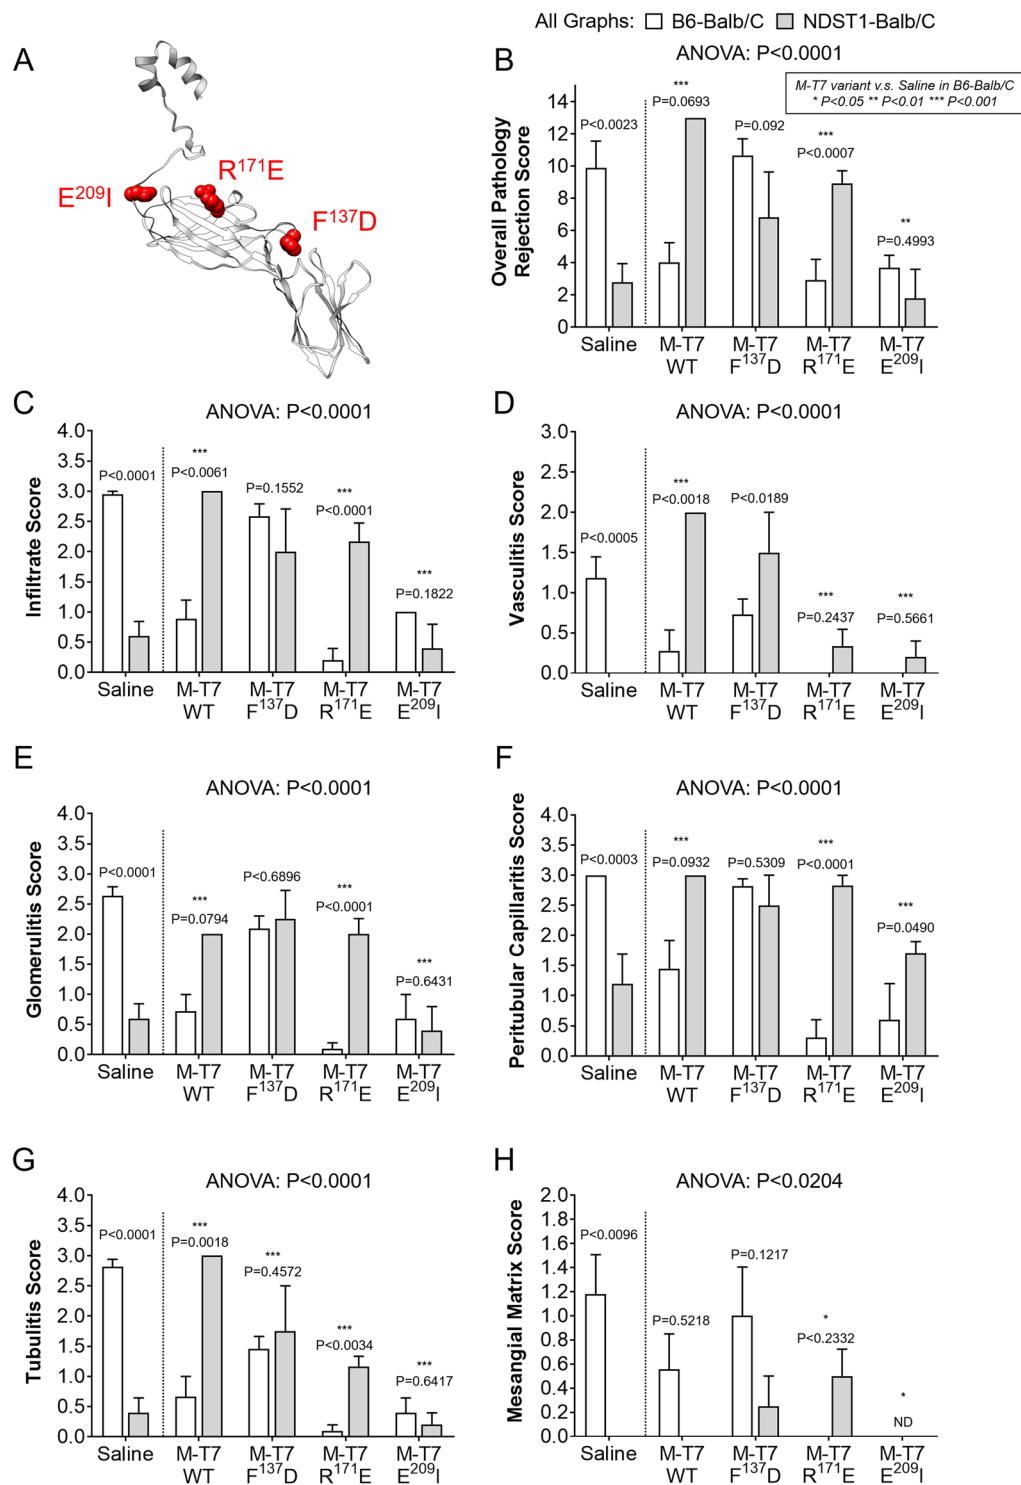 All Graphs: B6-Balb/C NDST1-Balb/C
A
E209I
R171E
F137D
B
ANOVA: P<0.0001
M-T7 variant v.s. Saline in B6-Balb/C
* P<0.05 ** P<0.01 *** P<0.001
Overall Pathology
Rejection Score
14
12
10
8
6
4
2
0
P<0.0023
***
P=0.0693
P=0.092
***
P<0.0007
**
P=0.4993
Saline
M-T7
WT
M-T7
F137D
M-T7
R171E
M-T7
E209I
C
ANOVA: P<0.0001
Infiltrate Score
4.0
3.5
3.0
2.5
2.0
1.5
1.0
0.5
0.0
P<0.0001
***
P<0.0061
P=0.1552
***
P<0.0001
***
P=0.1822
Saline
M-T7
WT
M-T7
F137D
M-T7
R171E
M-T7
E209I
D
ANOVA: P<0.0001
Vasculitis Score
3.0
2.5
2.0
1.5
1.0
0.5
0.0
P<0.0005
***
P<0.0018
P<0.0189
***
P=0.2437
***
P=0.5661
Saline
M-T7
WT
M-T7
F137D
M-T7
R171E
M-T7
E209I
E
ANOVA: P<0.0001
Glomerulitis Score
4.0
3.5
3.0
2.5
2.0
1.5
1.0
0.5
0.0
P<0.0001
***
P=0.0794
P<0.6896
***
P<0.0001
***
P=0.6431
Saline
M-T7
WT
M-T7
F137D
M-T7
R171E
M-T7
E209I
F
ANOVA: P<0.0001
Peritubular Capillaritis Score
4.0
3.5
3.0
2.5
2.0
1.5
1.0
0.5
0.0
P<0.0003
***
P=0.0932
P=0.5309
***
P<0.0001
***
P=0.0490
Saline
M-T7
WT
M-T7
F137D
M-T7
R171E
M-T7
E209I
G
ANOVA: P<0.0001
Tubulitis Score
4.0
3.5
3.0
2.5
2.0
1.5
1.0
0.5
0.0
P<0.0001
***
P=0.0018
***
P=0.4572
***
P<0.0034
***
P=0.6417
Saline
M-T7
WT
M-T7
F137D
M-T7
R171E
M-T7
E209I
H
ANOVA: P<0.0204
Mesangial Matrix Score
2.0
1.8
1.6
1.4
1.2
0.8
0.6
0.4
0.2
0.0
P<0.0096
P=0.5218
P=0.1217
*
P<0.2332
*
ND
Saline
M-T7
WT
M-T7
F137D
M-T7
R171E
M-T7
E209I